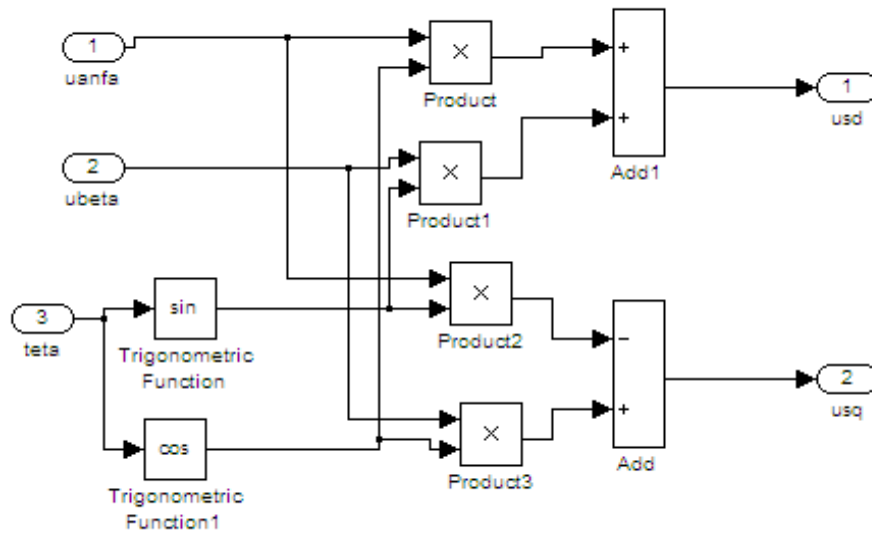 1
uanfa
×
Product
+
+
Add1
1
usd
2
ubeta
×
Product1
3
teta
sin
Trigonometric
Function
×
Product2
−
+
Add
2
usq
cos
Trigonometric
Function1
×
Product3